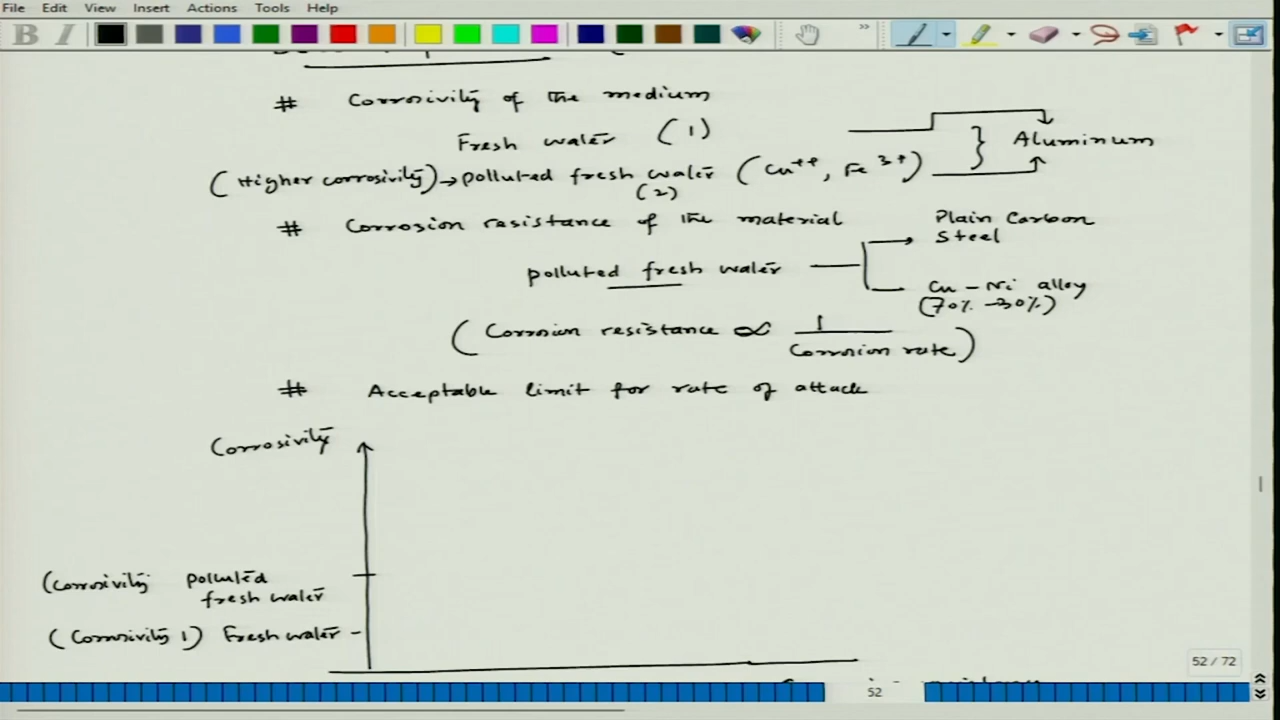 File Edit View Insert Actions Tools Help
B I
# Corrosivity of the medium
Fresh water (1)
(Higher corrosivity) → polluted fresh water (Cu++, Fe3+) } Aluminum
(2)
# Corrosion resistance of the material
polluted fresh water
Plain Carbon
Steel
Cu - Ni alloy
(70% - 30%)
(Corrosion resistance ∝ 1
Corrosion rate)
# Acceptable limit for rate of attack
Corrosivity
(Corrosivity polluted
fresh water
(Corrosivity 1) Fresh water
52 / 72
52